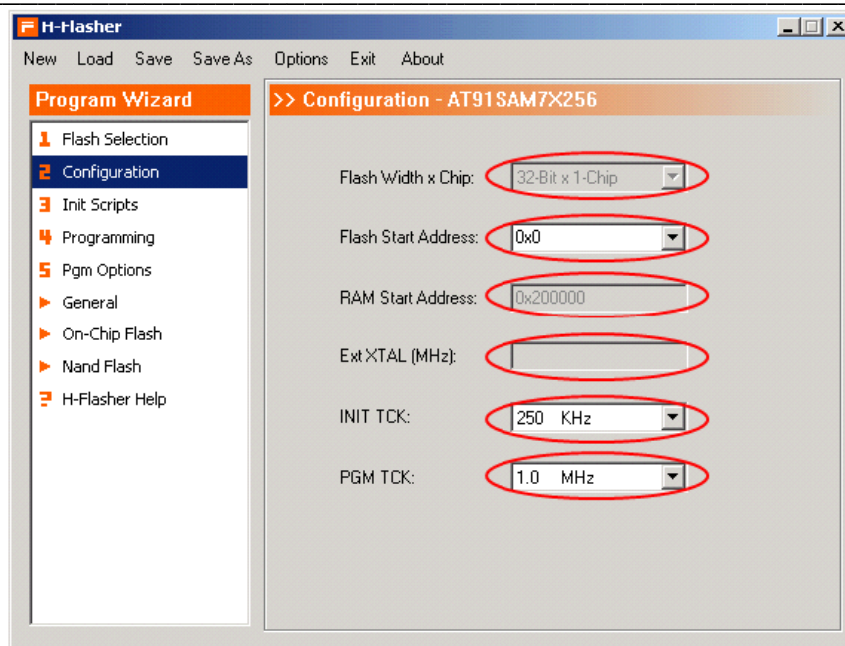 H-Flasher
New Load Save Save As Options Exit About
Program Wizard
1 Flash Selection
2 Configuration
3 Init Scripts
4 Programming
5 Pgm Options
General
On-Chip Flash
Nand Flash
? H-Flasher Help
>> Configuration - AT91SAM7X256
Flash Width x Chip: 32-Bit x 1-Chip
Flash Start Address: 0x0
RAM Start Address: 0x200000
Ext XTAL (MHz):
INIT TCK: 250 KHz
PGM TCK: 1.0 MHz